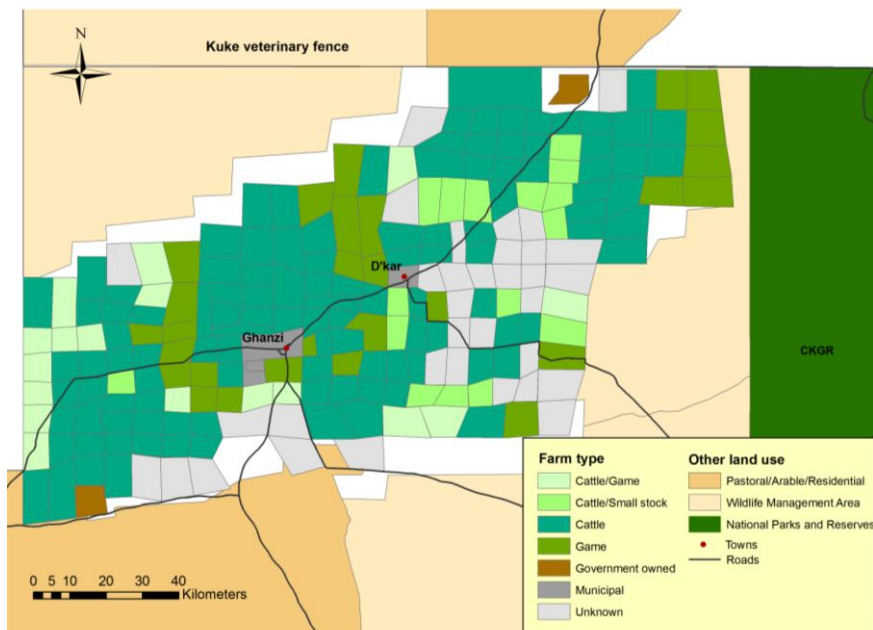 Kuke veterinary fence
N
D'kar
Ghanzi
CKGR
Farm type
Cattle/Game
Cattle/Small stock
Cattle
Game
Government owned
Municipal
Unknown
Other land use
Pastoral/Arable/Residential
Wildlife Management Area
National Parks and Reserves
Towns
Roads
0 5 10 20 30 40
Kilometers